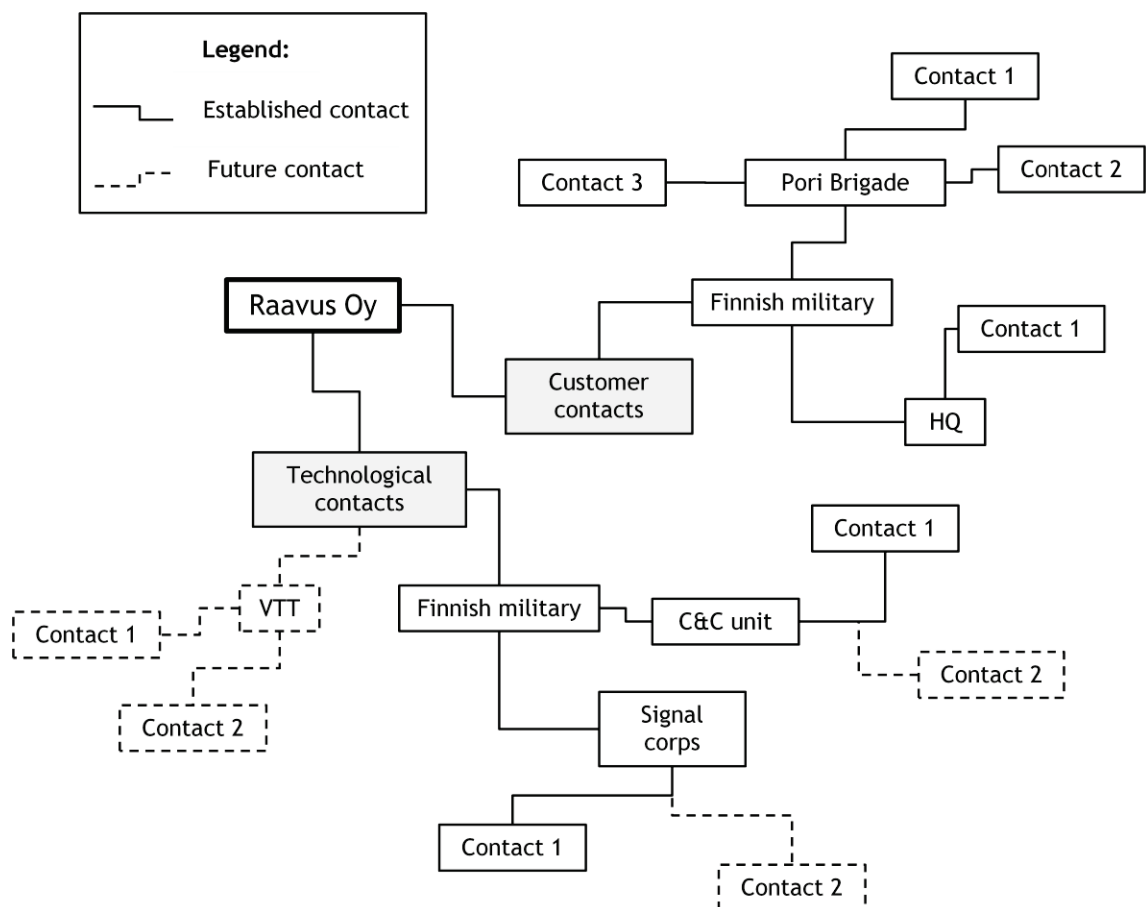 Legend:
Established contact
Future contact
Contact 1
Contact 3
Pori Brigade
Contact 2
Raavus Oy
Finnish military
Contact 1
Customer
contacts
HQ
Technological
contacts
Contact 1
VTT
Finnish military
C&C unit
Contact 1
Contact 2
Contact 2
Signal
corps
Contact 1
Contact 2